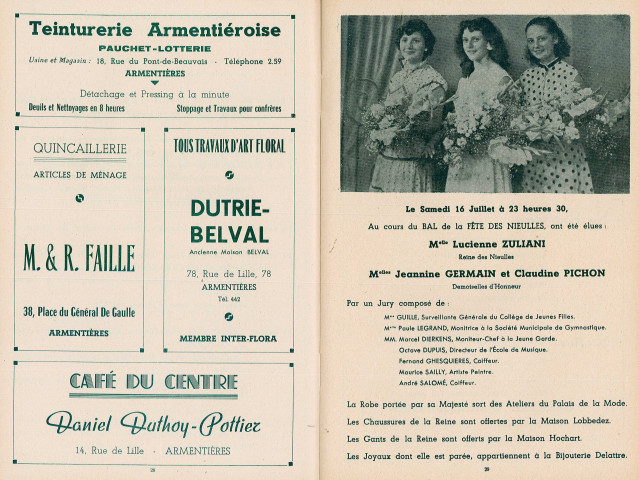 Teinturerie Armentiéroise
PAUCHET-LOTTERIE
Usine et Magasin : 18, Rue du Pont-de-Beauvais - Téléphone 2.59
ARMENTIÈRES
Détachage et Pressing à la minute
Deuils et Nettoyages en 8 heures Stoppage et Travaux pour confrères
QUINCAILLERIE
ARTICLES DE MÉNAGE
M. & R. FAILLE
38, Place du Général De Gaulle
ARMENTIÈRES
TOUS TRAVAUX D'ART FLORAL
DUTRIE-
BELVAL
Ancienne Maison BELVAL
78, Rue de Lille, 78
ARMENTIÈRES
Tél. 442
MEMBRE INTER-FLORA
CAFÉ DU CENTRE
Daniel Duthoy-Pottier
14, Rue de Lille - ARMENTIÈRES
28
Le Samedi 16 Juillet à 23 heures 30,
Au cours du BAL de la FÊTE DES NIEULLES, ont été élues :
Melle Lucienne ZULIANI
Reine des Nieulles
Melles Jeannine GERMAIN et Claudine PICHON
Demoiselles d'Honneur
Par un Jury composé de :
Mme GUILLE, Surveillante Générale du Collège de Jeunes Filles.
Mme Paule LEGRAND, Monitrice à la Société Municipale de Gymnastique.
MM. Marcel DIERKENS, Moniteur-Chef à la Jeune Garde.
Octave DUPUIS, Directeur de l'École de Musique.
Fernand GHESQUIERES, Coiffeur.
Maurice SAILLY, Artiste Peintre.
André SALOMÉ, Coiffeur.
La Robe portée par sa Majesté sort des Ateliers du Palais de la Mode.
Les Chaussures de la Reine sont offertes par la Maison Lobbedez.
Les Gants de la Reine sont offerts par la Maison Hochart.
Les Joyaux dont elle est parée, appartiennent à la Bijouterie Delattre.
29